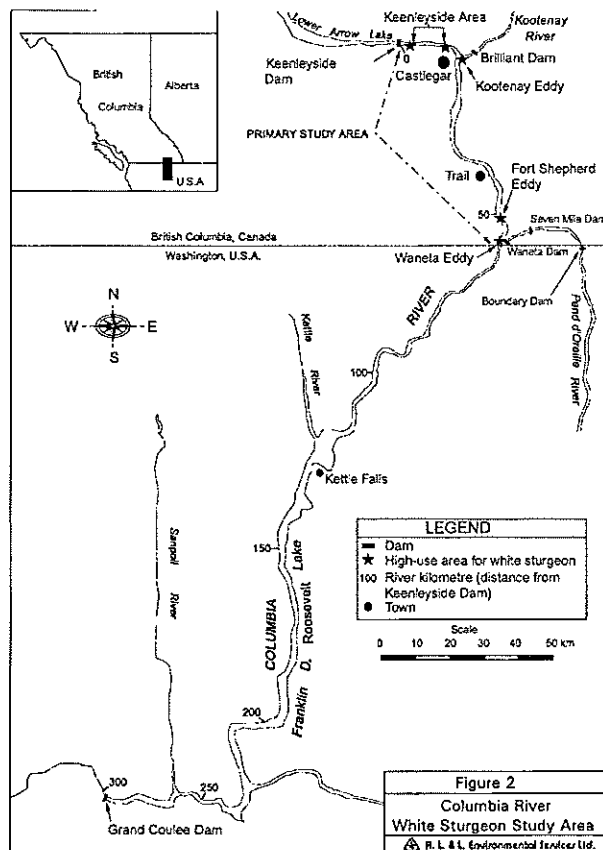 Lower Arrow Lake
Keenleyside Area
Kootenay
River
Keenleyside
Dam
0
Castlegar
Brilliant Dam
Kootenay Eddy
British
Columbia
Alberta
U.S.A
PRIMARY STUDY AREA
Trail
Fort Shepherd
Eddy
50
Seven Mile Dam
British Columbia, Canada
Washington, U.S.A.
Waneta Eddy
Waneta Dam
Boundary Dam
Pend d'Oreille
River
N
W
E
S
RIVER
Kettle
River
100
Kettle Falls
Sanpoil
River
150
COLUMBIA
Franklin D. Roosevelt Lake
LEGEND
Dam
High-use area for white sturgeon
100 River kilometre (distance from
Keenleyside Dam)
Town
Scale
0 10 20 30 40 50 km
200
250
300
Grand Coulee Dam
Figure 2
Columbia River
White Sturgeon Study Area
R. L. & L. Environmental Services Ltd.